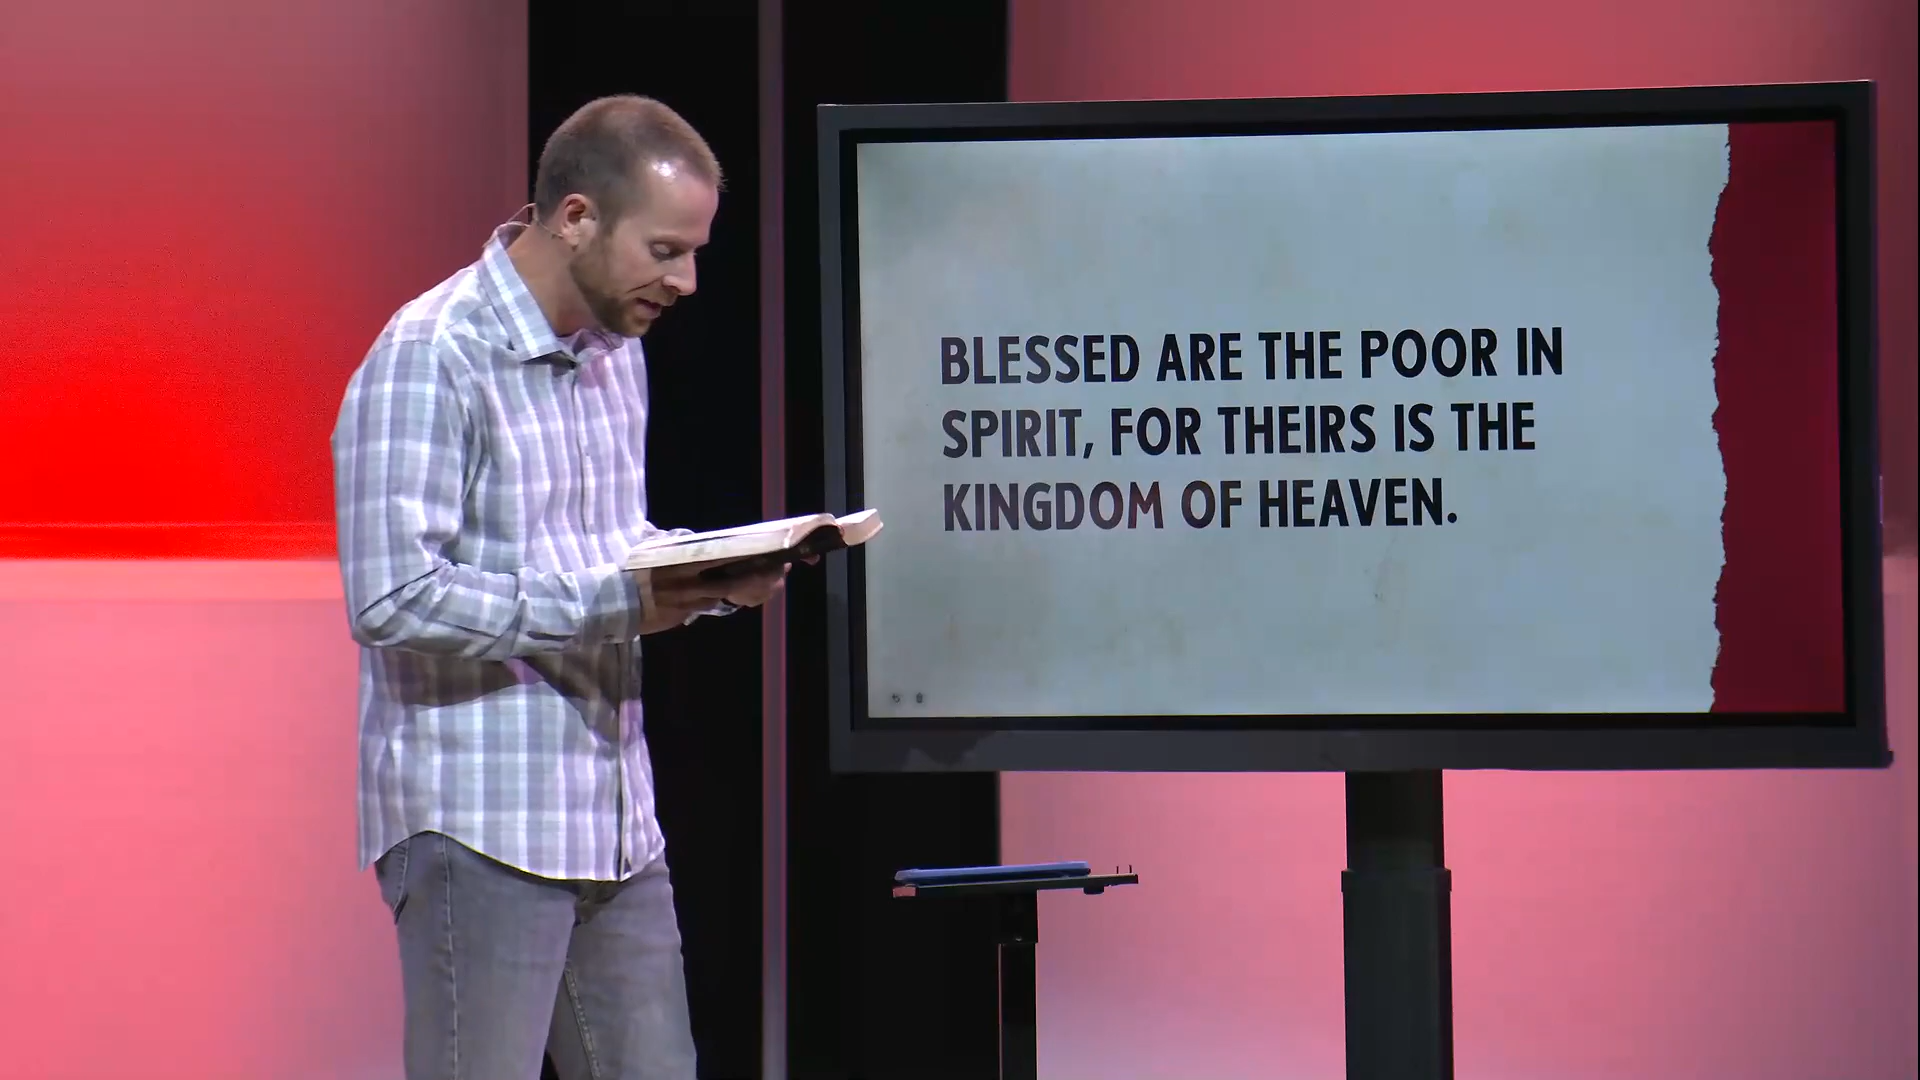 BLESSED ARE THE POOR IN
SPIRIT, FOR THEIRS IS THE
KINGDOM OF HEAVEN.